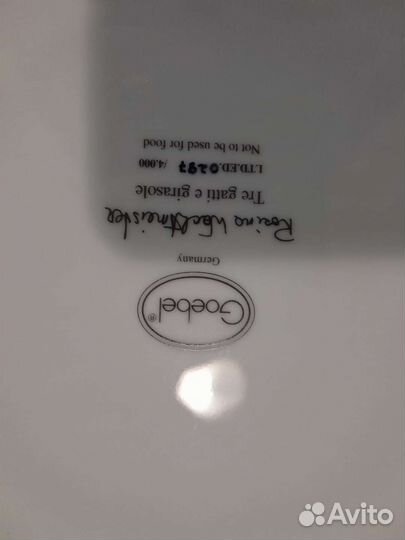 Goebel®
Germany
Rosina Wachtmeister
Tre gatti e girasole
LTD.ED. 0297 /4.000
Not to be used for food
Avito